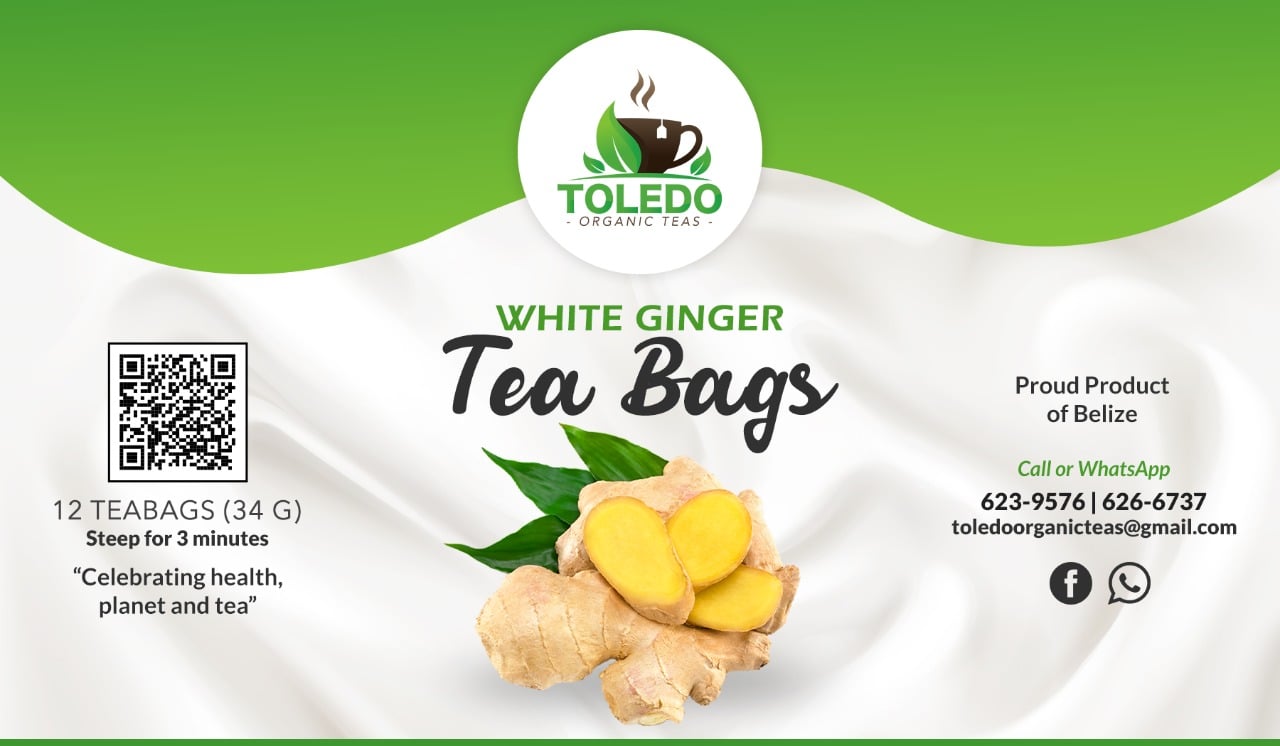 TOLEDO
- ORGANIC TEAS -
WHITE GINGER
Tea Bags
12 TEABAGS (34 G)
Steep for 3 minutes
“Celebrating health,
planet and tea”
Proud Product
of Belize
Call or WhatsApp
623-9576 | 626-6737
toledoorganicteas@gmail.com